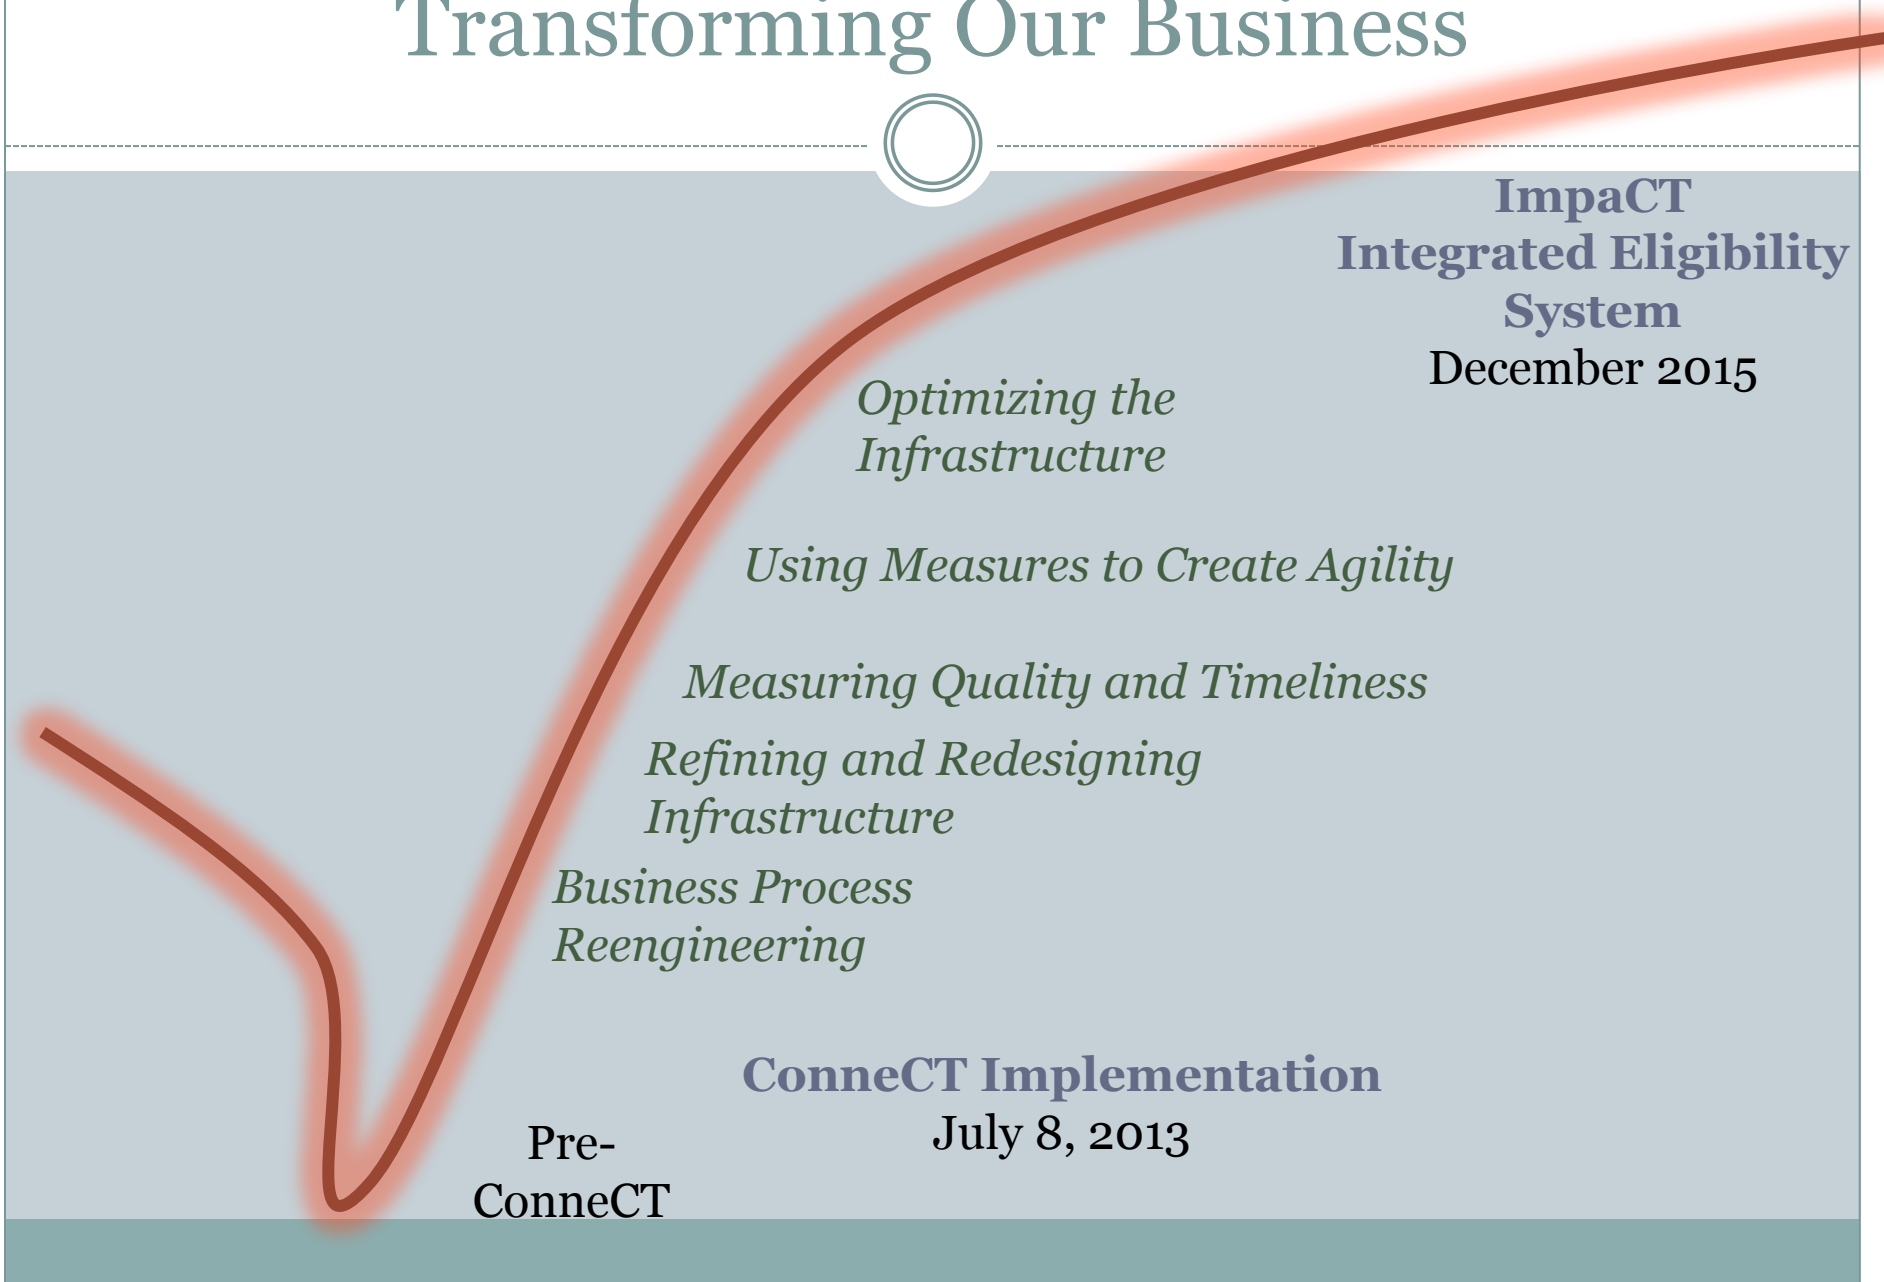 Transforming Our Business
ImpaCT
Integrated Eligibility
System
December 2015
Optimizing the
Infrastructure
Using Measures to Create Agility
Measuring Quality and Timeliness
Refining and Redesigning
Infrastructure
Business Process
Reengineering
ConneCT Implementation
July 8, 2013
Pre-
ConneCT